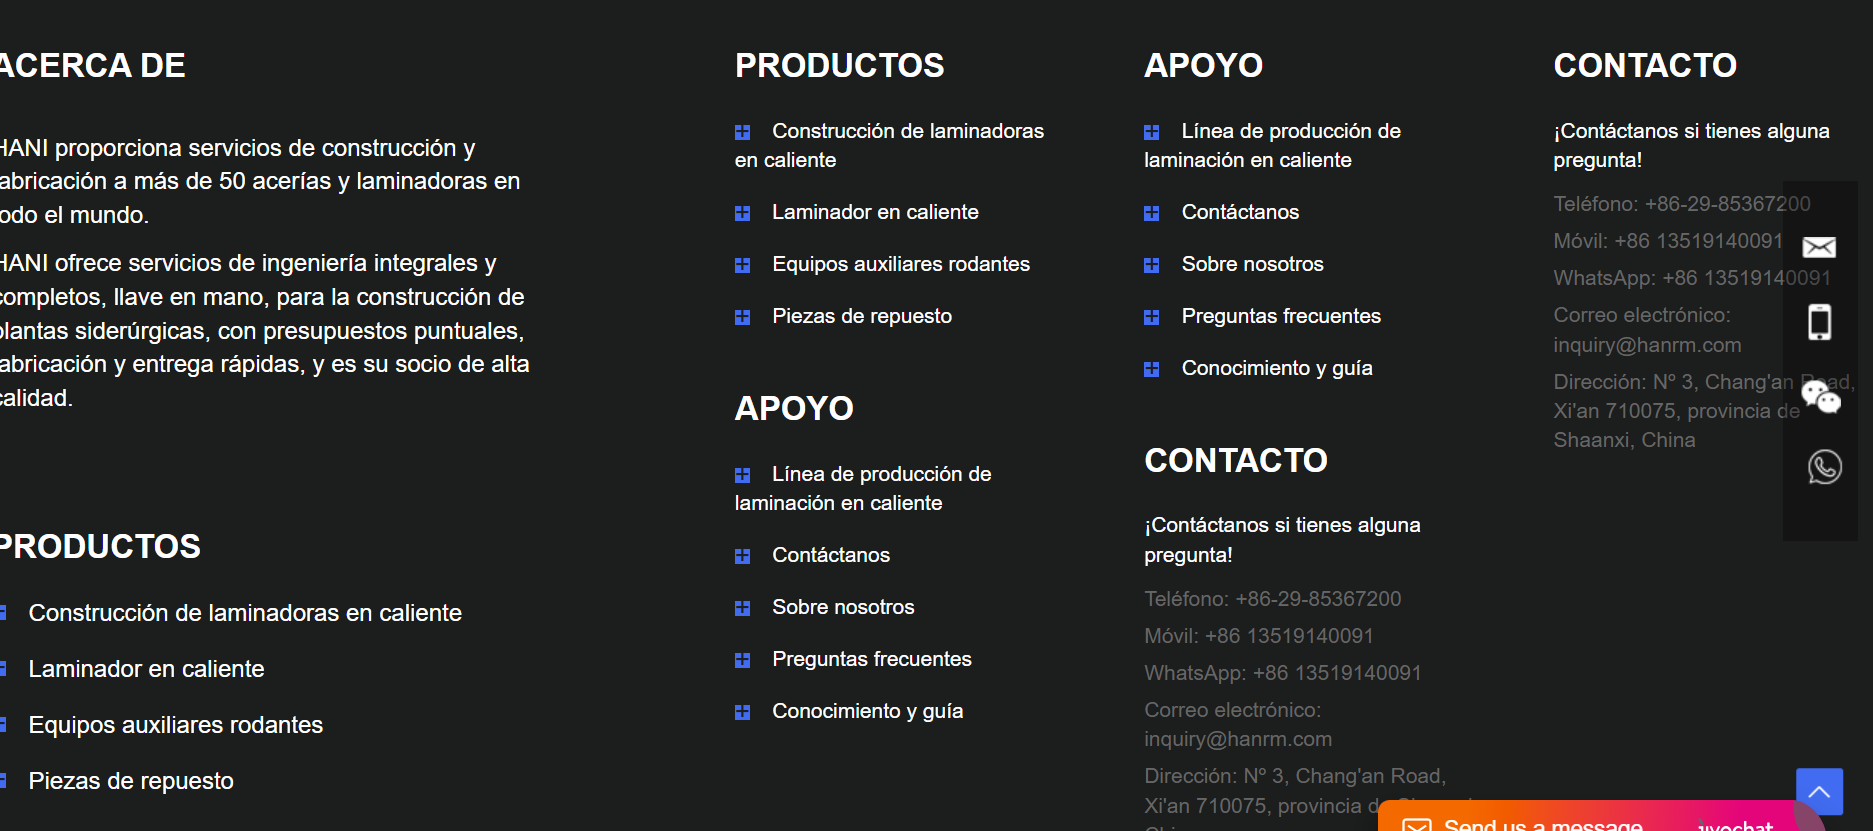 ACERCA DE
HANI proporciona servicios de construcción y
fabricación a más de 50 acerías y laminadoras en
todo el mundo.
HANI ofrece servicios de ingeniería integrales y
completos, llave en mano, para la construcción de
plantas siderúrgicas, con presupuestos puntuales,
fabricación y entrega rápidas, y es su socio de alta
calidad.
PRODUCTOS
Construcción de laminadoras en caliente
Laminador en caliente
Equipos auxiliares rodantes
Piezas de repuesto
PRODUCTOS
Construcción de laminadoras
en caliente
Laminador en caliente
Equipos auxiliares rodantes
Piezas de repuesto
APOYO
Línea de producción de
laminación en caliente
Contáctanos
Sobre nosotros
Preguntas frecuentes
Conocimiento y guía
APOYO
Línea de producción de
laminación en caliente
Contáctanos
Sobre nosotros
Preguntas frecuentes
Conocimiento y guía
CONTACTO
¡Contáctanos si tienes alguna
pregunta!
Teléfono: +86-29-85367200
Móvil: +86 13519140091
WhatsApp: +86 13519140091
Correo electrónico:
inquiry@hanrm.com
Dirección: Nº 3, Chang'an Road,
Xi'an 710075, provincia de
CONTACTO
¡Contáctanos si tienes alguna
pregunta!
Teléfono: +86-29-85367200
Móvil: +86 13519140091
WhatsApp: +86 13519140091
Correo electrónico:
inquiry@hanrm.com
Dirección: Nº 3, Chang'an Road,
Xi'an 710075, provincia de
Shaanxi, China
Send us a message
jivochat